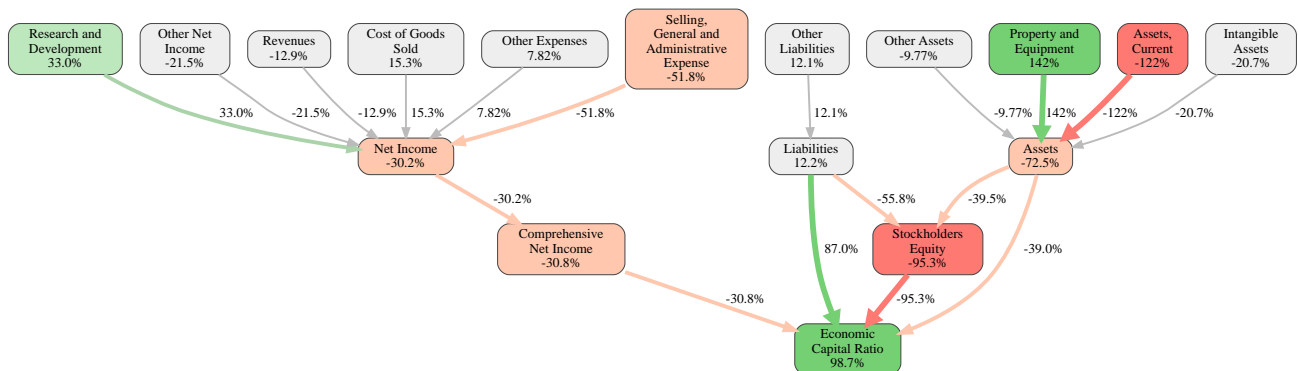 Research and
Development
33.0%
Other Net
Income
-21.5%
Revenues
-12.9%
Cost of Goods
Sold
15.3%
Other Expenses
7.82%
Selling,
General and
Administrative
Expense
-51.8%
Other
Liabilities
12.1%
Other Assets
-9.77%
Property and
Equipment
142%
Assets,
Current
-122%
Intangible
Assets
-20.7%
33.0%
-21.5%
-12.9%
15.3%
7.82%
-51.8%
12.1%
-9.77%
142%
-122%
-20.7%
Net Income
-30.2%
Liabilities
12.2%
Assets
-72.5%
-30.2%
-55.8%
-39.5%
Comprehensive
Net Income
-30.8%
87.0%
Stockholders
Equity
-95.3%
-39.0%
-30.8%
-95.3%
Economic
Capital Ratio
98.7%